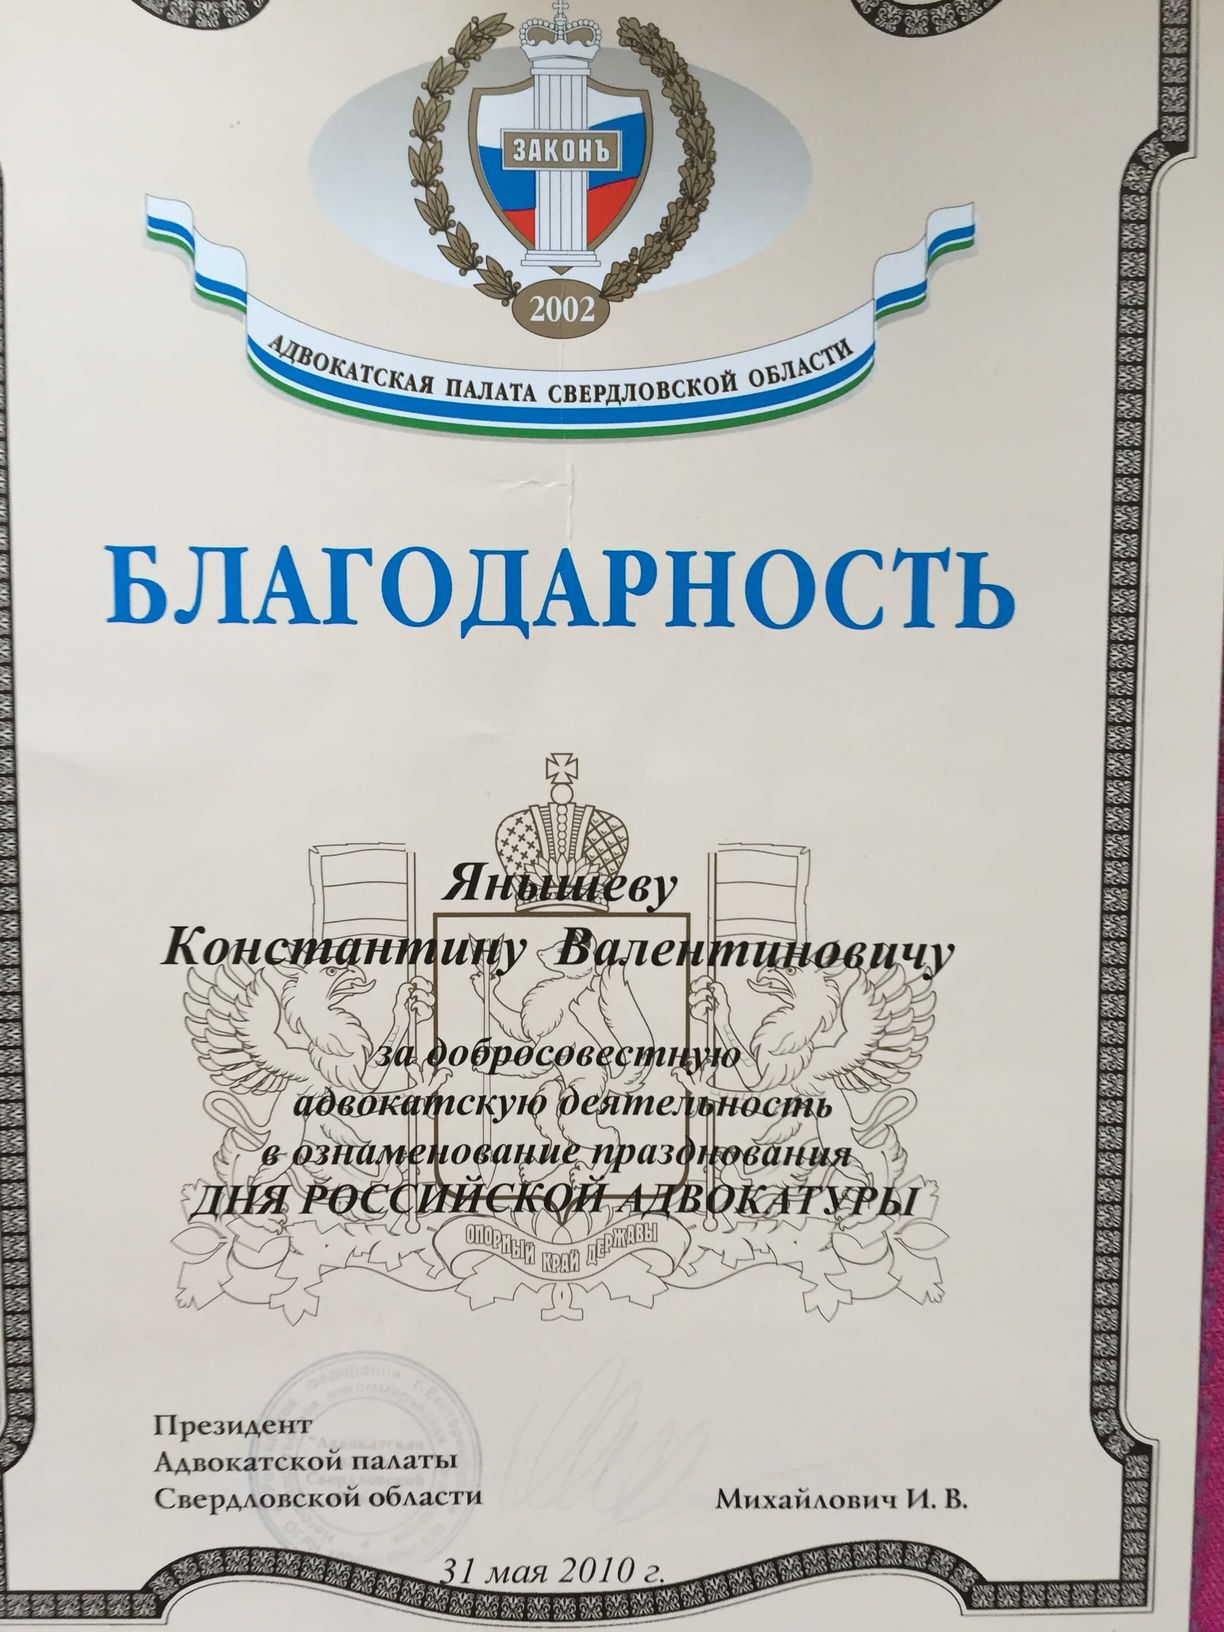 ЗАКОНЪ
2002
АДВОКАТСКАЯ ПАЛАТА СВЕРДЛОВСКОЙ ОБЛАСТИ
БЛАГОДАРНОСТЬ
Янышеву
Константину Валентиновичу
за добросовестную
адвокатскую деятельность
в ознаменование празднования
ДНЯ РОССИЙСКОЙ АДВОКАТУРЫ
ОПОРНЫЙ КРАЙ ДЕРЖАВЫ
Президент
Адвокатской палаты
Свердловской области
Михайлович И. В.
31 мая 2010 г.